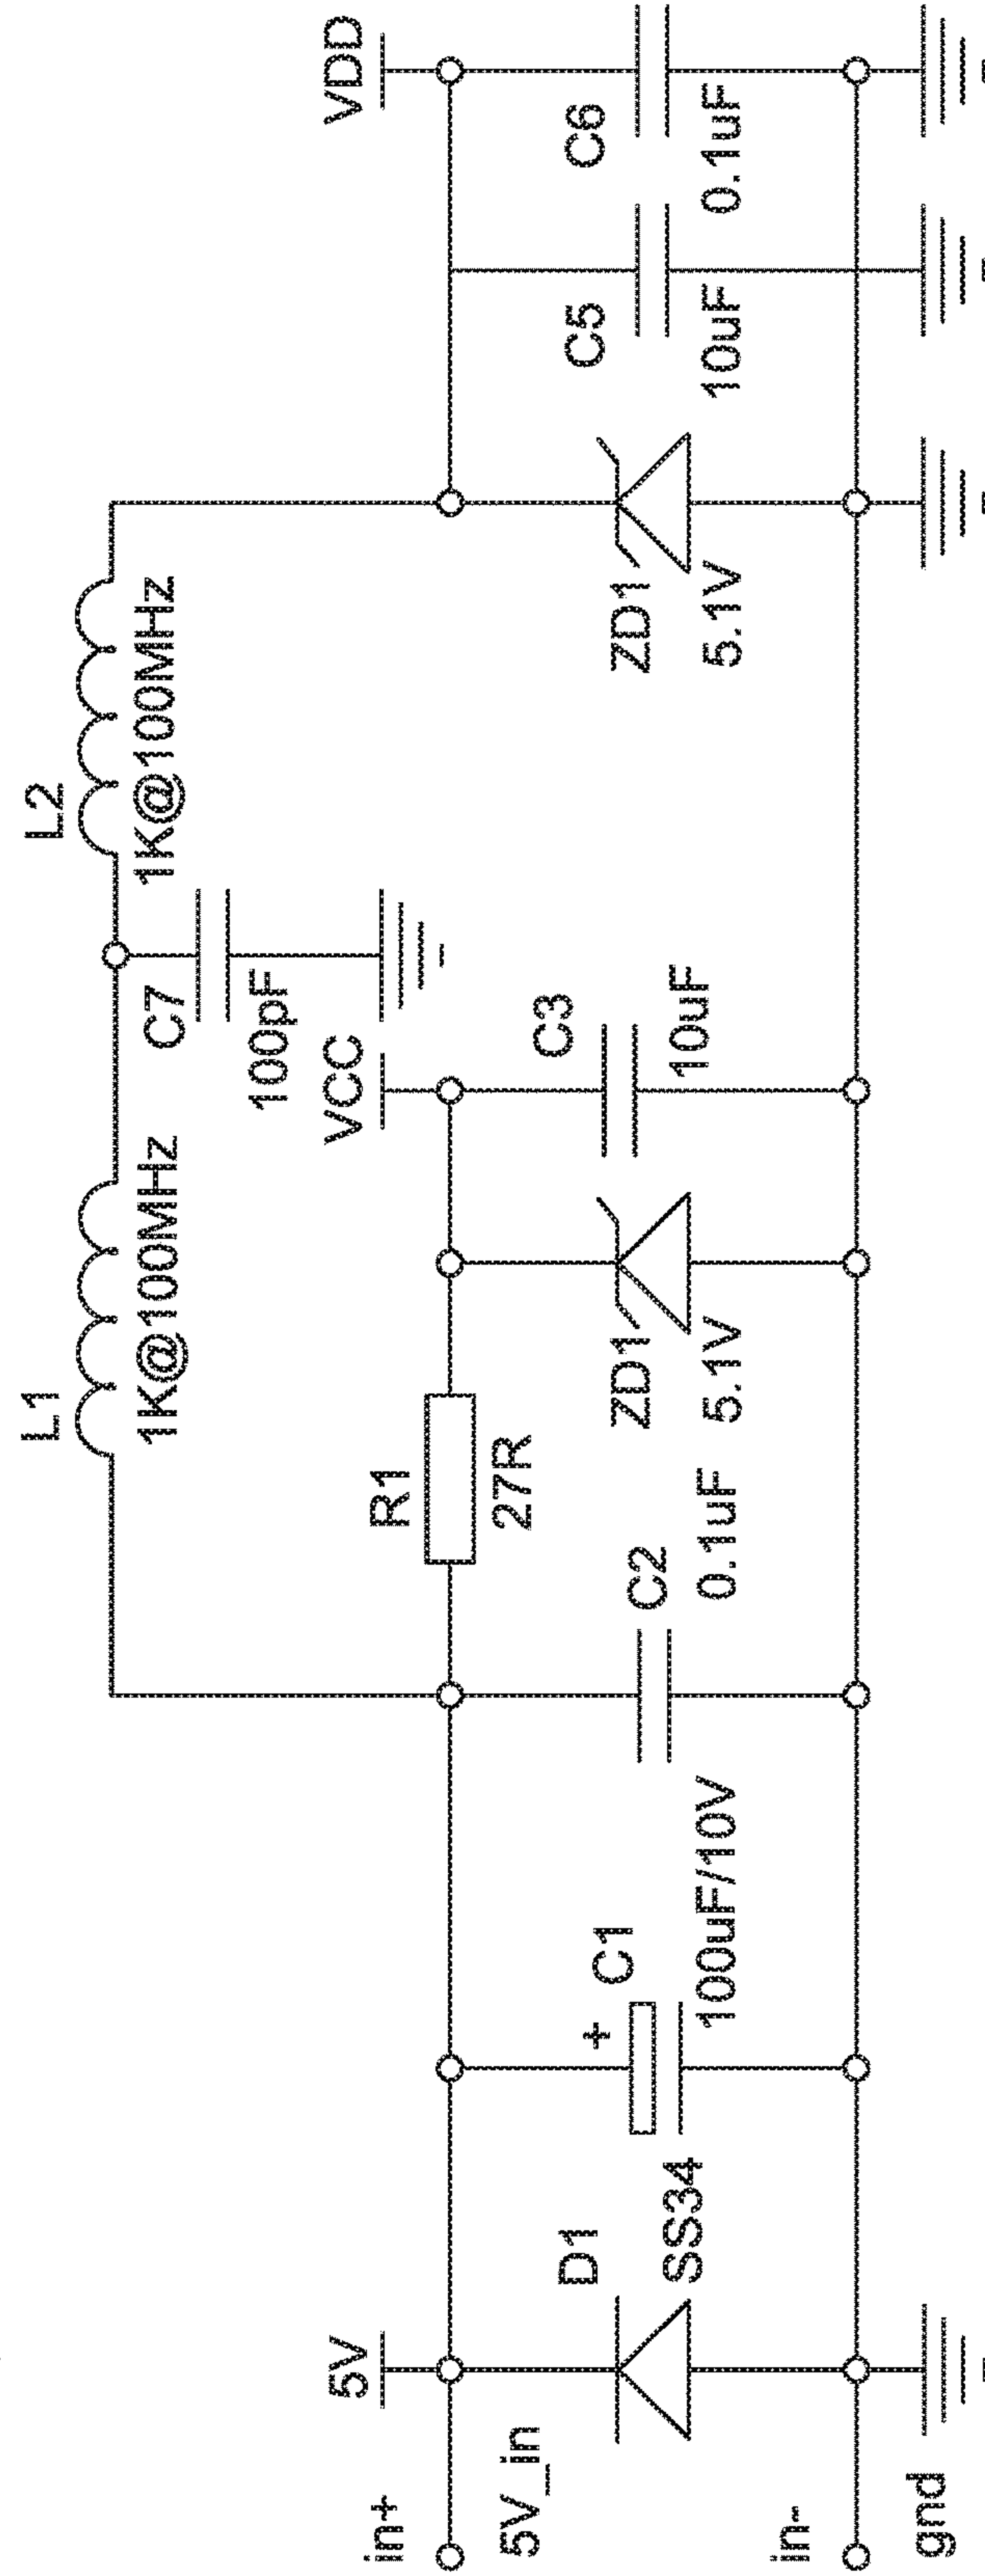 L1
1K@100MHz
L2
1K@100MHz
C7
100pF
5V
VCC
VDD
in+
5V_in
R1
27R
D1
SS34
+
C1
100uF/10V
C2
0.1uF
ZD1
5.1V
C3
10uF
ZD1
5.1V
C5
10uF
C6
0.1uF
in-
gnd